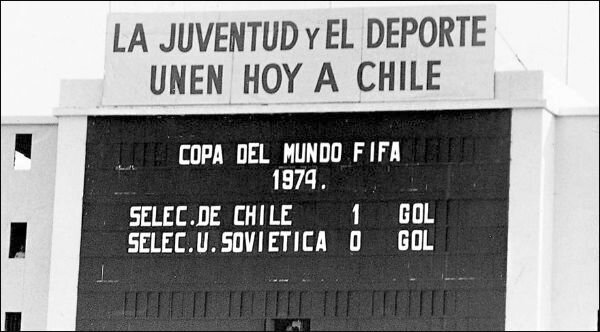 LA JUVENTUD Y EL DEPORTE
UNEN HOY A CHILE
COPA DEL MUNDO FIFA
1974.
SELEC. DE CHILE 1 GOL
SELEC. U. SOVIETICA 0 GOL